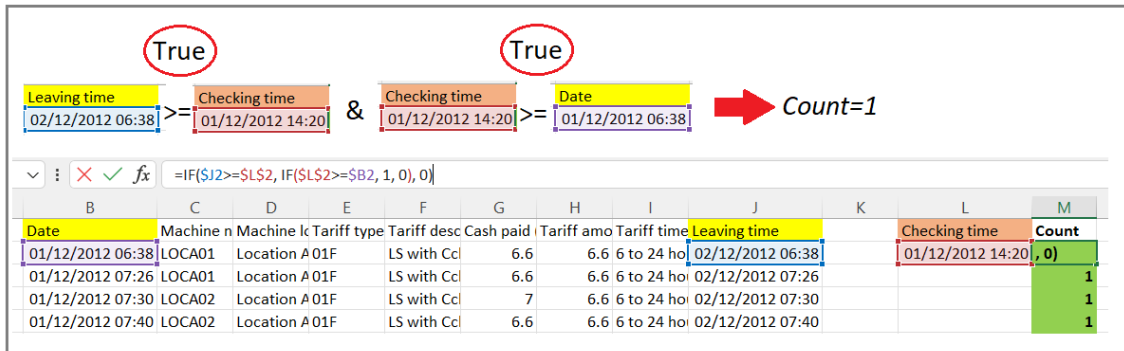 True True
Leaving time Checking time Checking time Date
02/12/2012 06:38 >= 01/12/2012 14:20 & 01/12/2012 14:20 >= 01/12/2012 06:38 Count=1
fx =IF($J2>=$L$2, IF($L$2>=$B2, 1, 0), 0)
B C D E F G H I J K L M
Date Machine n Machine lc Tariff type Tariff desc Cash paid ( Tariff amo Tariff time Leaving time Checking time Count
01/12/2012 06:38 LOCA01 Location A 01F LS with Ccl 6.6 6.6 6 to 24 ho 02/12/2012 06:38 01/12/2012 14:20 , 0)
01/12/2012 07:26 LOCA01 Location A 01F LS with Ccl 6.6 6.6 6 to 24 hou 02/12/2012 07:26 1
01/12/2012 07:30 LOCA02 Location A 01F LS with Ccl 7 6.6 6 to 24 hou 02/12/2012 07:30 1
01/12/2012 07:40 LOCA02 Location A 01F LS with Ccl 6.6 6.6 6 to 24 hou 02/12/2012 07:40 1